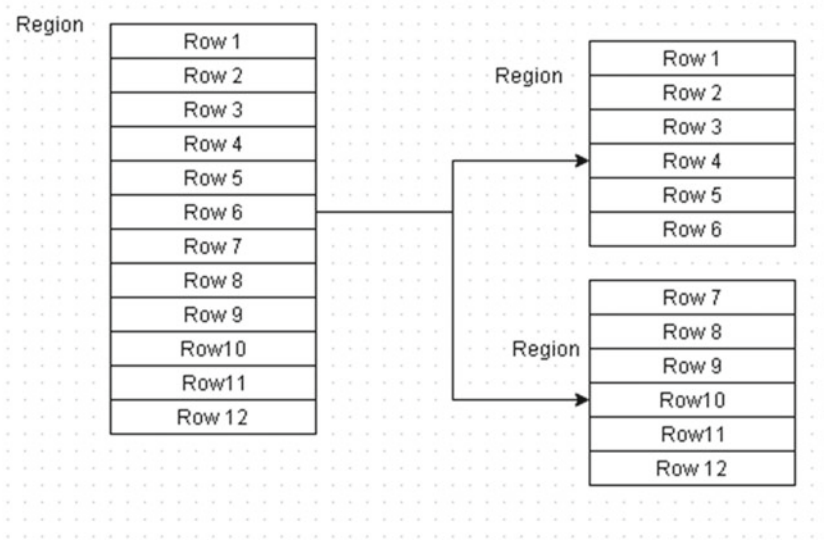 Region
Row 1
Row 2
Row 3
Row 4
Row 5
Row 6
Row 7
Row 8
Row 9
Row10
Row11
Row 12
Region
Row 1
Row 2
Row 3
Row 4
Row 5
Row 6
Region
Row 7
Row 8
Row 9
Row10
Row11
Row 12